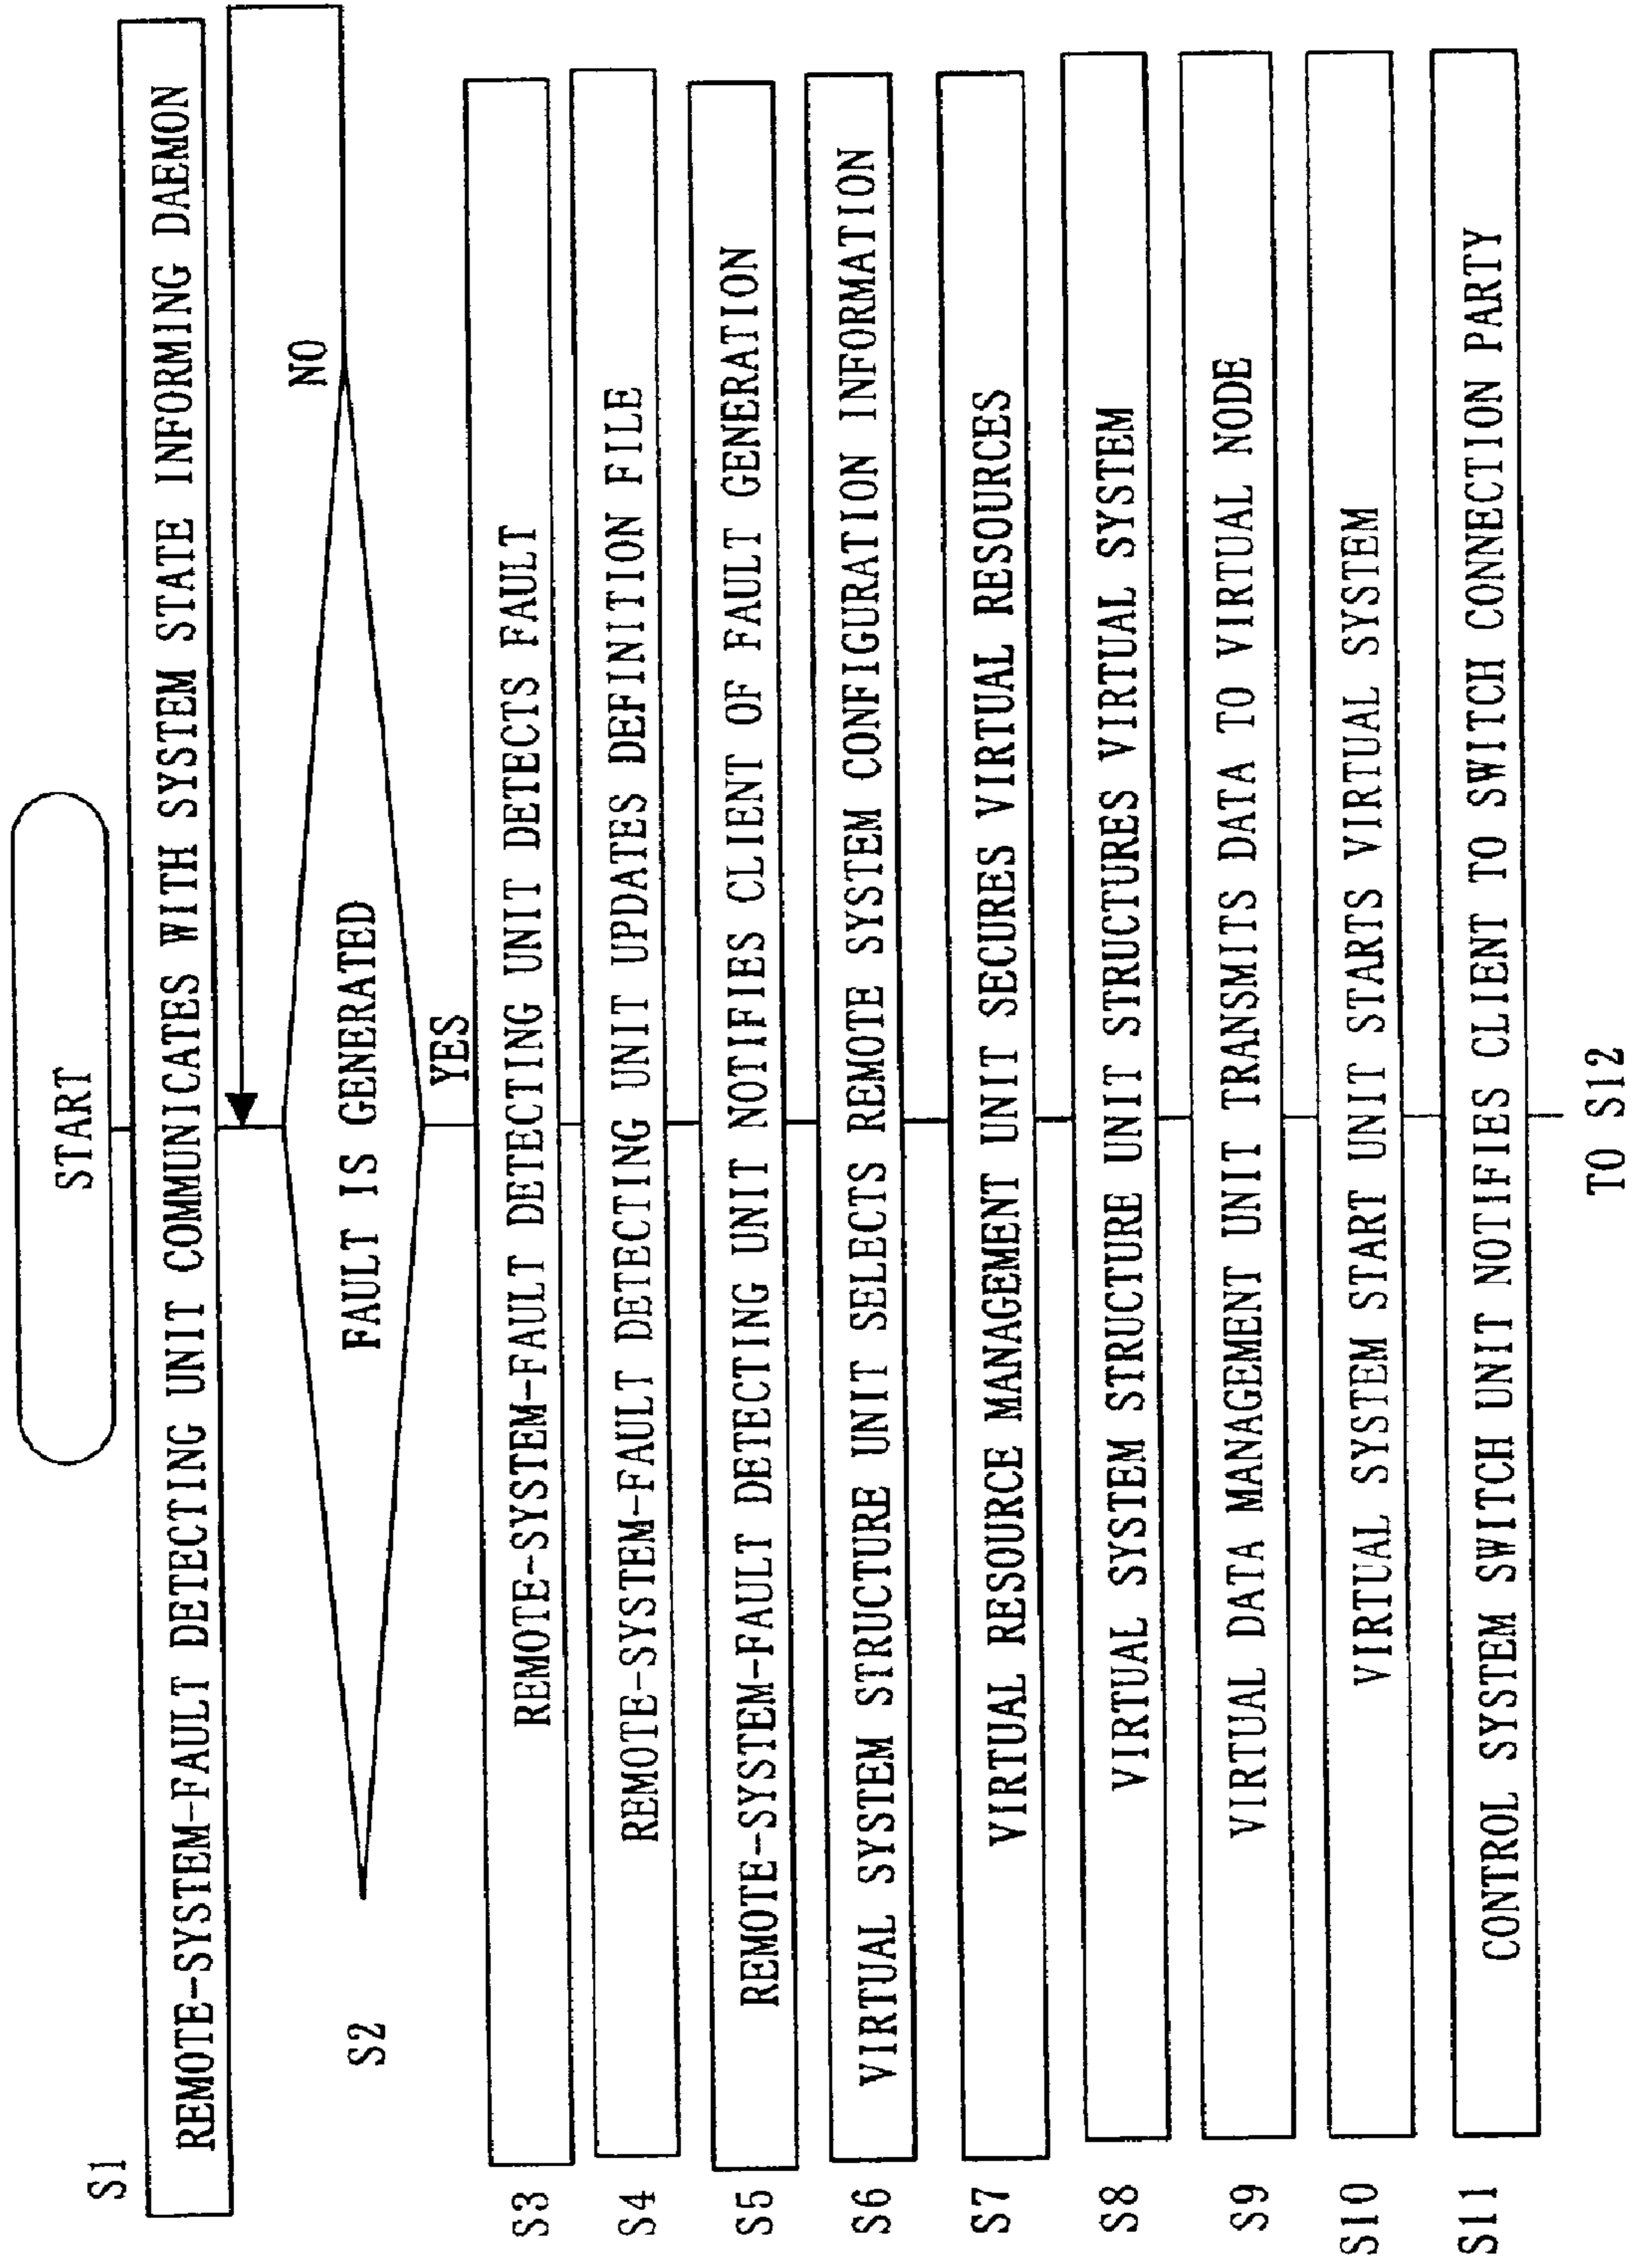 START
S1
REMOTE-SYSTEM-FAULT DETECTING UNIT COMMUNICATES WITH SYSTEM STATE INFORMING DAEMON
S2
FAULT IS GENERATED
NO
YES
S3
REMOTE-SYSTEM-FAULT DETECTING UNIT DETECTS FAULT
S4
REMOTE-SYSTEM-FAULT DETECTING UNIT UPDATES DEFINITION FILE
S5
REMOTE-SYSTEM-FAULT DETECTING UNIT NOTIFIES CLIENT OF FAULT GENERATION
S6
VIRTUAL SYSTEM STRUCTURE UNIT SELECTS REMOTE SYSTEM CONFIGURATION INFORMATION
S7
VIRTUAL RESOURCE MANAGEMENT UNIT SECURES VIRTUAL RESOURCES
S8
VIRTUAL SYSTEM STRUCTURE UNIT STRUCTURES VIRTUAL SYSTEM
S9
VIRTUAL DATA MANAGEMENT UNIT TRANSMITS DATA TO VIRTUAL NODE
S10
VIRTUAL SYSTEM START UNIT STARTS VIRTUAL SYSTEM
S11
CONTROL SYSTEM SWITCH UNIT NOTIFIES CLIENT TO SWITCH CONNECTION PARTY
TO S12